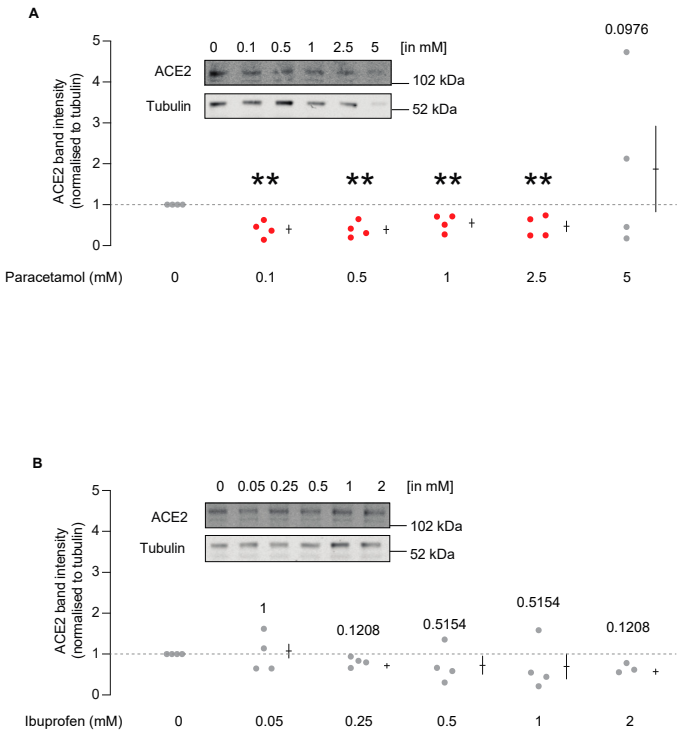 A
0.0976
0 0.1 0.5 1 2.5 5 [in mM]
ACE2
102 kDa
Tubulin
52 kDa
ACE2 band intensity
(normalised to tubulin)
5
4
3
2
1
0
** ** ** **
Paracetamol (mM) 0 0.1 0.5 1 2.5 5
B
0 0.05 0.25 0.5 1 2 [in mM]
ACE2
102 kDa
Tubulin
52 kDa
ACE2 band intensity
(normalised to tubulin)
5
4
3
2
1
0
1 0.1208 0.5154 0.5154 0.1208
Ibuprofen (mM) 0 0.05 0.25 0.5 1 2